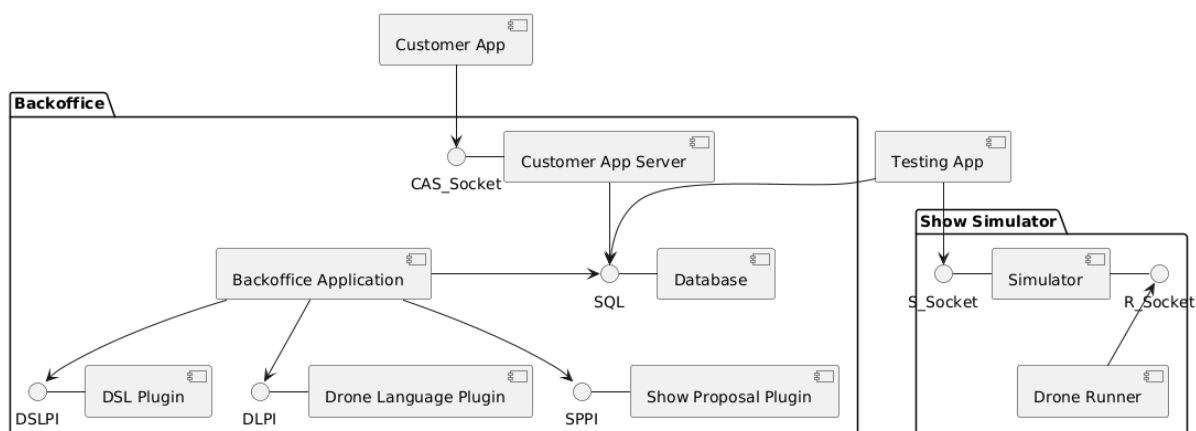 Customer App
Backoffice
Customer App Server
Testing App
CAS_Socket
Show Simulator
Backoffice Application
Database
Simulator
SQL
S_Socket
R_Socket
DSL Plugin
Drone Language Plugin
Show Proposal Plugin
Drone Runner
DSLPI
DLPI
SPPI